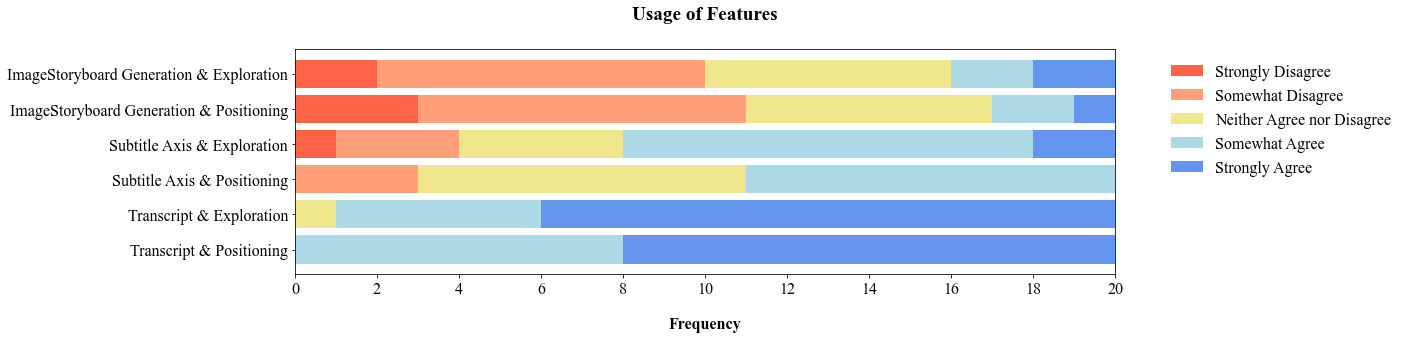 Usage of Features
ImageStoryboard Generation & Exploration
ImageStoryboard Generation & Positioning
Subtitle Axis & Exploration
Subtitle Axis & Positioning
Transcript & Exploration
Transcript & Positioning
0 2 4 6 8 10 12 14 16 18 20
Frequency
Strongly Disagree
Somewhat Disagree
Neither Agree nor Disagree
Somewhat Agree
Strongly Agree